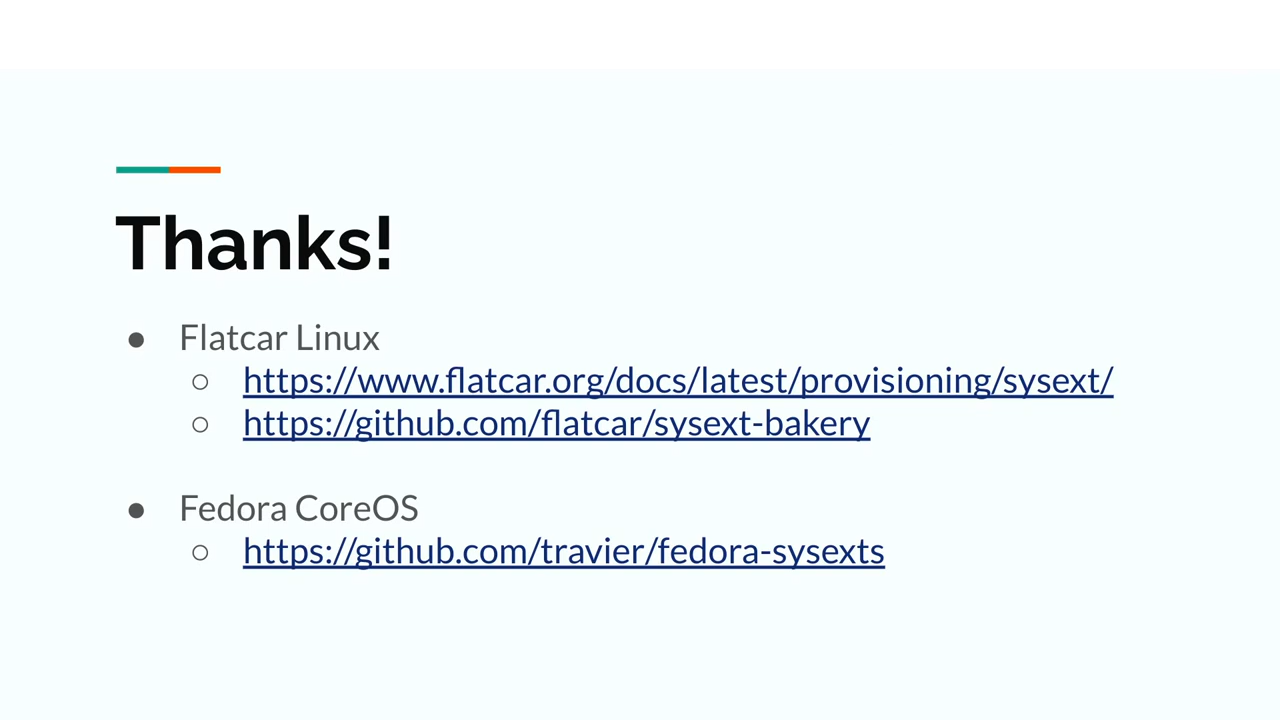 Thanks!
● Flatcar Linux
○ https://www.flatcar.org/docs/latest/provisioning/sysext/
○ https://github.com/flatcar/sysext-bakery
● Fedora CoreOS
○ https://github.com/travier/fedora-sysexts